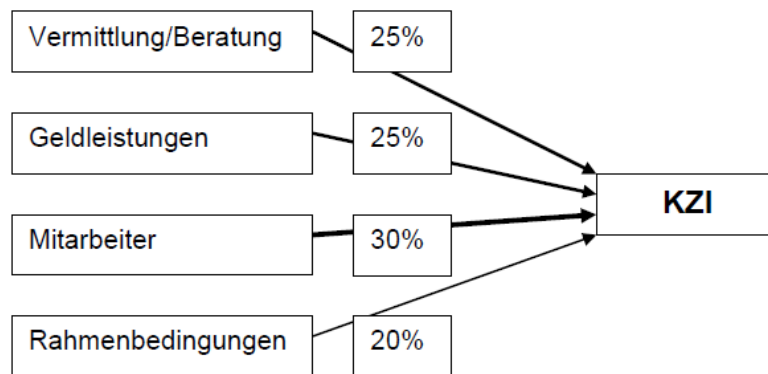 Vermittlung/Beratung 25%
Geldleistungen 25%
KZI
Mitarbeiter 30%
Rahmenbedingungen 20%